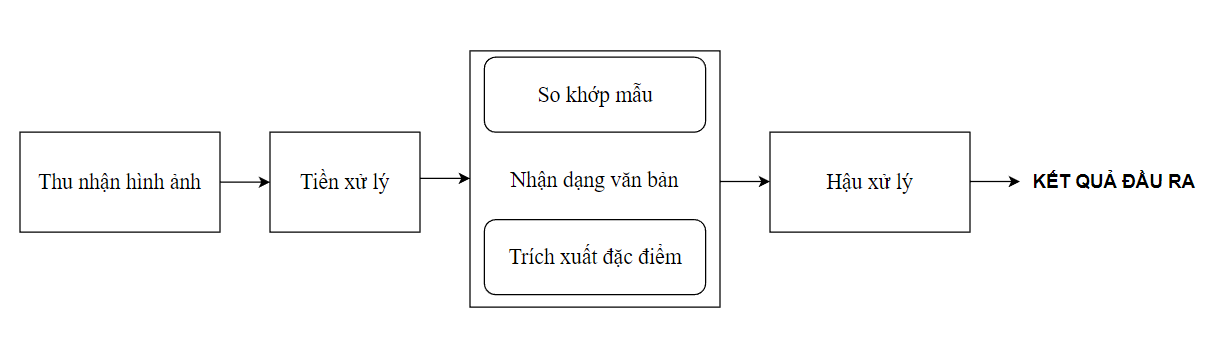 Thu nhận hình ảnh
Tiền xử lý
So khớp mẫu
Nhận dạng văn bản
Trích xuất đặc điểm
Hậu xử lý
KẾT QUẢ ĐẦU RA